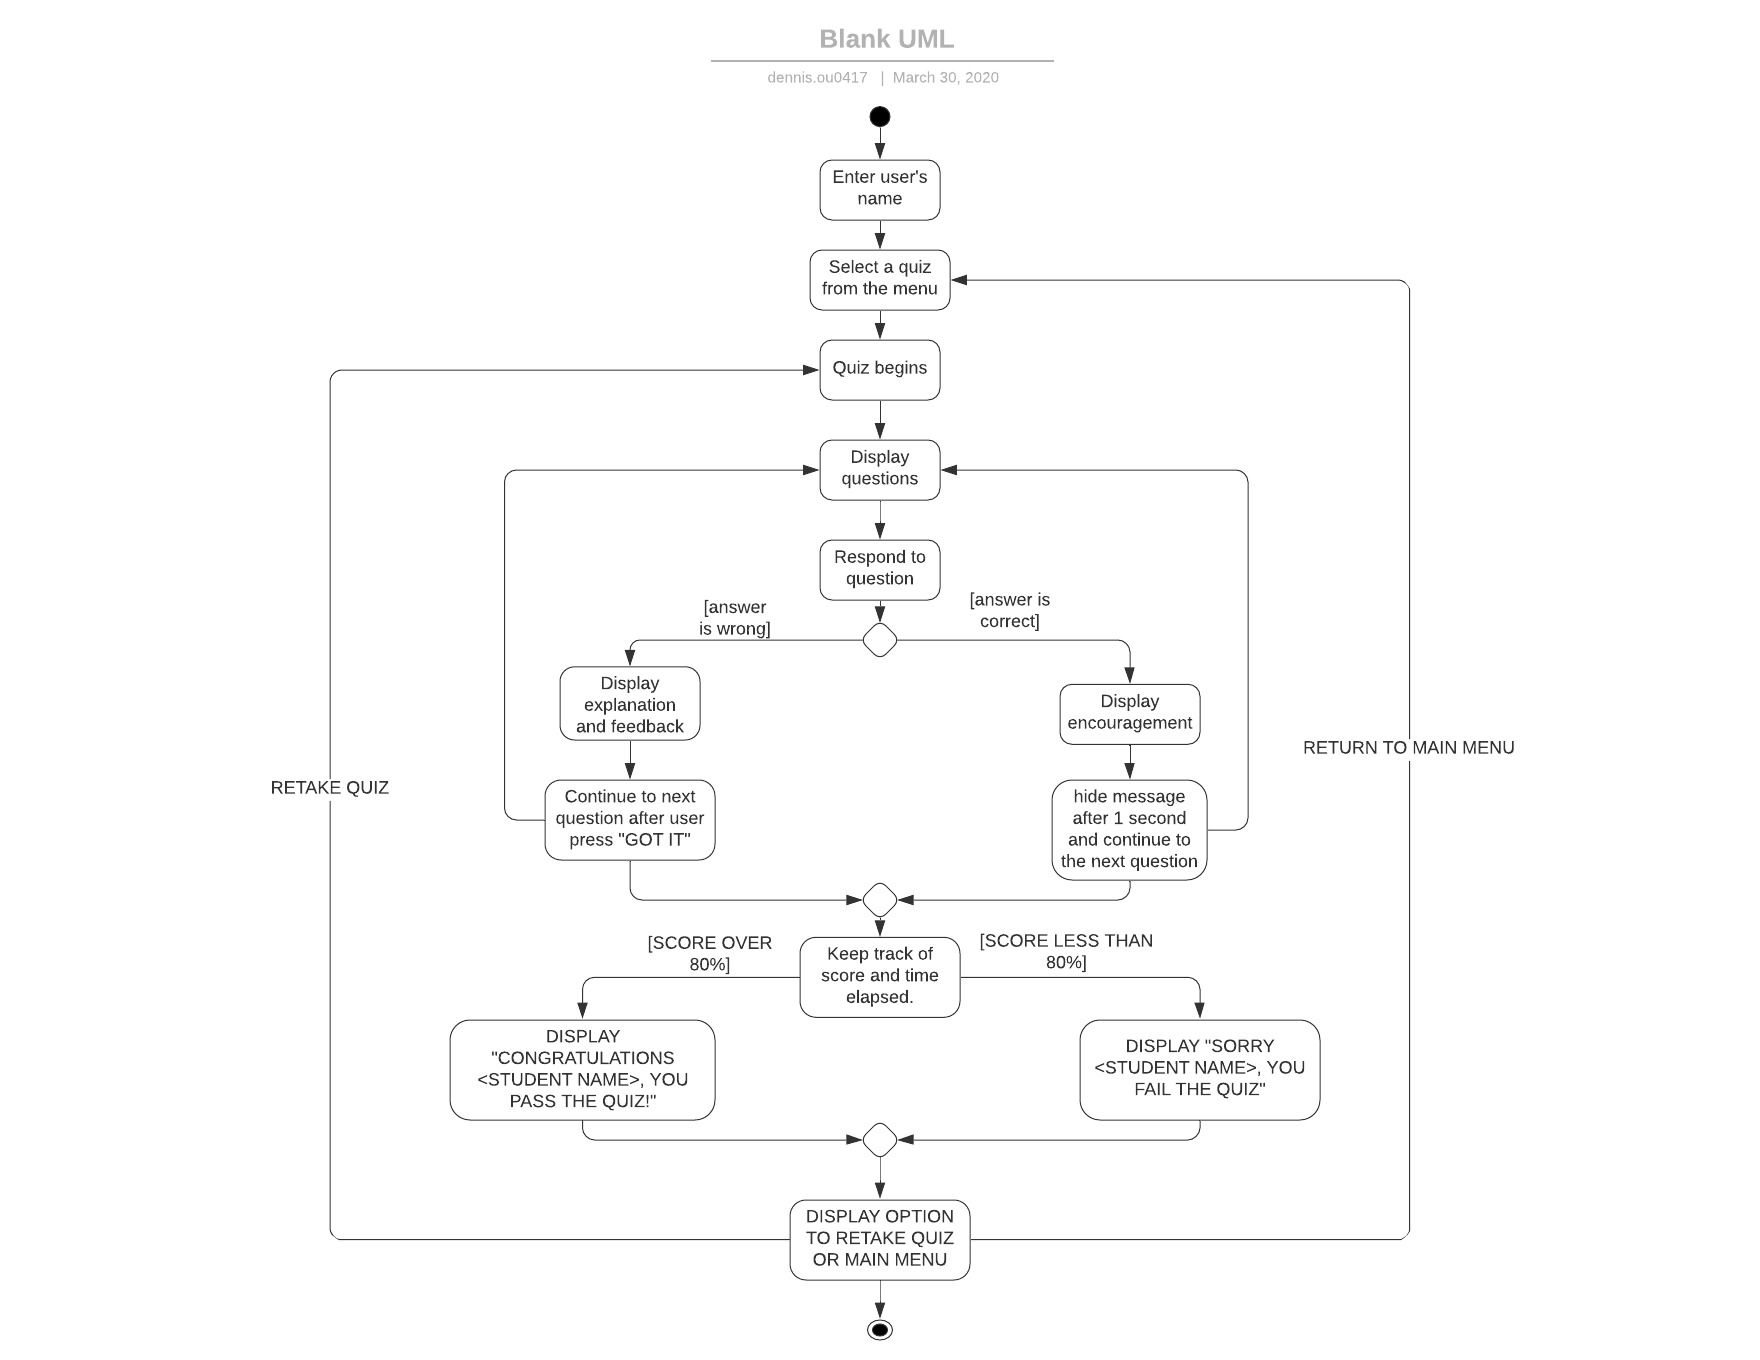 Blank UML
dennis.ou0417 | March 30, 2020
Enter user's
name
Select a quiz
from the menu
Quiz begins
Display
questions
Respond to
question
[answer
is wrong]
[answer is
correct]
Display
explanation
and feedback
Display
encouragement
RETURN TO MAIN MENU
RETAKE QUIZ
Continue to next
question after user
press "GOT IT"
hide message
after 1 second
and continue to
the next question
[SCORE OVER
80%]
Keep track of
score and time
elapsed.
[SCORE LESS THAN
80%]
DISPLAY
"CONGRATULATIONS
<STUDENT NAME>, YOU
PASS THE QUIZ!"
DISPLAY "SORRY
<STUDENT NAME>, YOU
FAIL THE QUIZ"
DISPLAY OPTION
TO RETAKE QUIZ
OR MAIN MENU